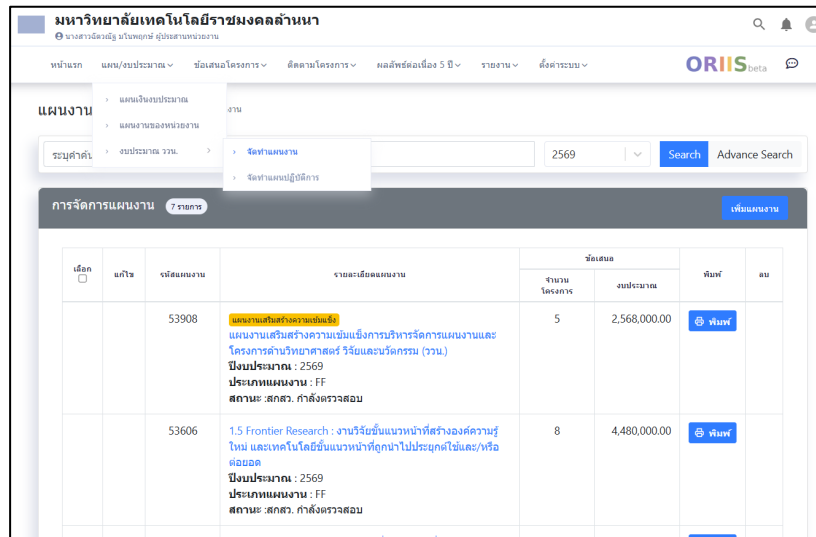 มหาวิทยาลัยเทคโนโลยีราชมงคลล้านนา
นางสาวฉัตรณัฐ มโนพฤกษ์ ผู้ประสานหน่วยงาน
หน้าแรก แผน/งบประมาณ ข้อเสนอโครงการ ติดตามโครงการ ผลลัพธ์ต่อเนื่อง 5 ปี รายงาน ตั้งค่าระบบ ORIIS beta
แผนเงินงบประมาณ
แผนงาน งาน
แผนงานของหน่วยงาน
ระบุคำค้น งบประมาณ ววน. จัดทำแผนงาน 2569 Search Advance Search
จัดทำแผนปฏิบัติการ
การจัดการแผนงาน 7 รายการ เพิ่มแผนงาน
ข้อเสนอ
เลือก แก้ไข รหัสแผนงาน รายละเอียดแผนงาน จำนวนโครงการ งบประมาณ พิมพ์ ลบ
53908 แผนงานเสริมสร้างความเข้มแข็ง 5 2,568,000.00 พิมพ์
แผนงานเสริมสร้างความเข้มแข็งการบริหารจัดการแผนงานและ
โครงการด้านวิทยาศาสตร์ วิจัยและนวัตกรรม (ววน.)
ปีงบประมาณ : 2569
ประเภทแผนงาน : FF
สถานะ :สกสว. กำลังตรวจสอบ
53606 1.5 Frontier Research : งานวิจัยขั้นแนวหน้าที่สร้างองค์ความรู้ 8 4,480,000.00 พิมพ์
ใหม่ และเทคโนโลยีขั้นแนวหน้าที่ถูกนำไปประยุกต์ใช้และ/หรือ
ต่อยอด
ปีงบประมาณ : 2569
ประเภทแผนงาน : FF
สถานะ :สกสว. กำลังตรวจสอบ